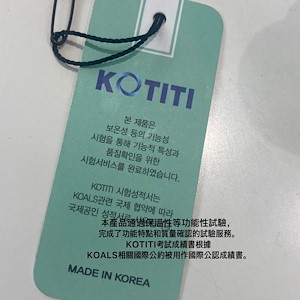 KOTITI
본 제품은
보온성 등의 기능성
시험을 통해 기능적 특성과
품질확인을 위한
시험서비스를 완료하였습니다.
KOTITI 시험성적서는
KOALS관련 국제 협약에 따라
국제공인 성적서로
本產品通過保溫性等功能性試驗，
完成了功能特點和質量確認的試驗服務。
KOTITI考試成績書根據
KOALS相關國際公約被用作國際公認成績書。
MADE IN KOREA